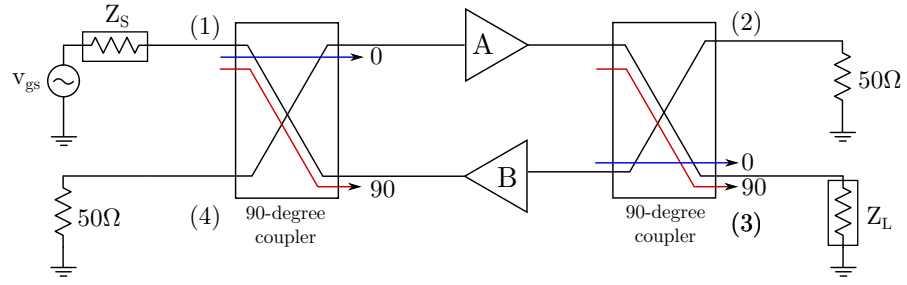 Z_S
(1)
(2)
0
A
v_gs
50Ω
90
B
0
90
50Ω
(4)
90-degree
coupler
90-degree
coupler
(3)
Z_L